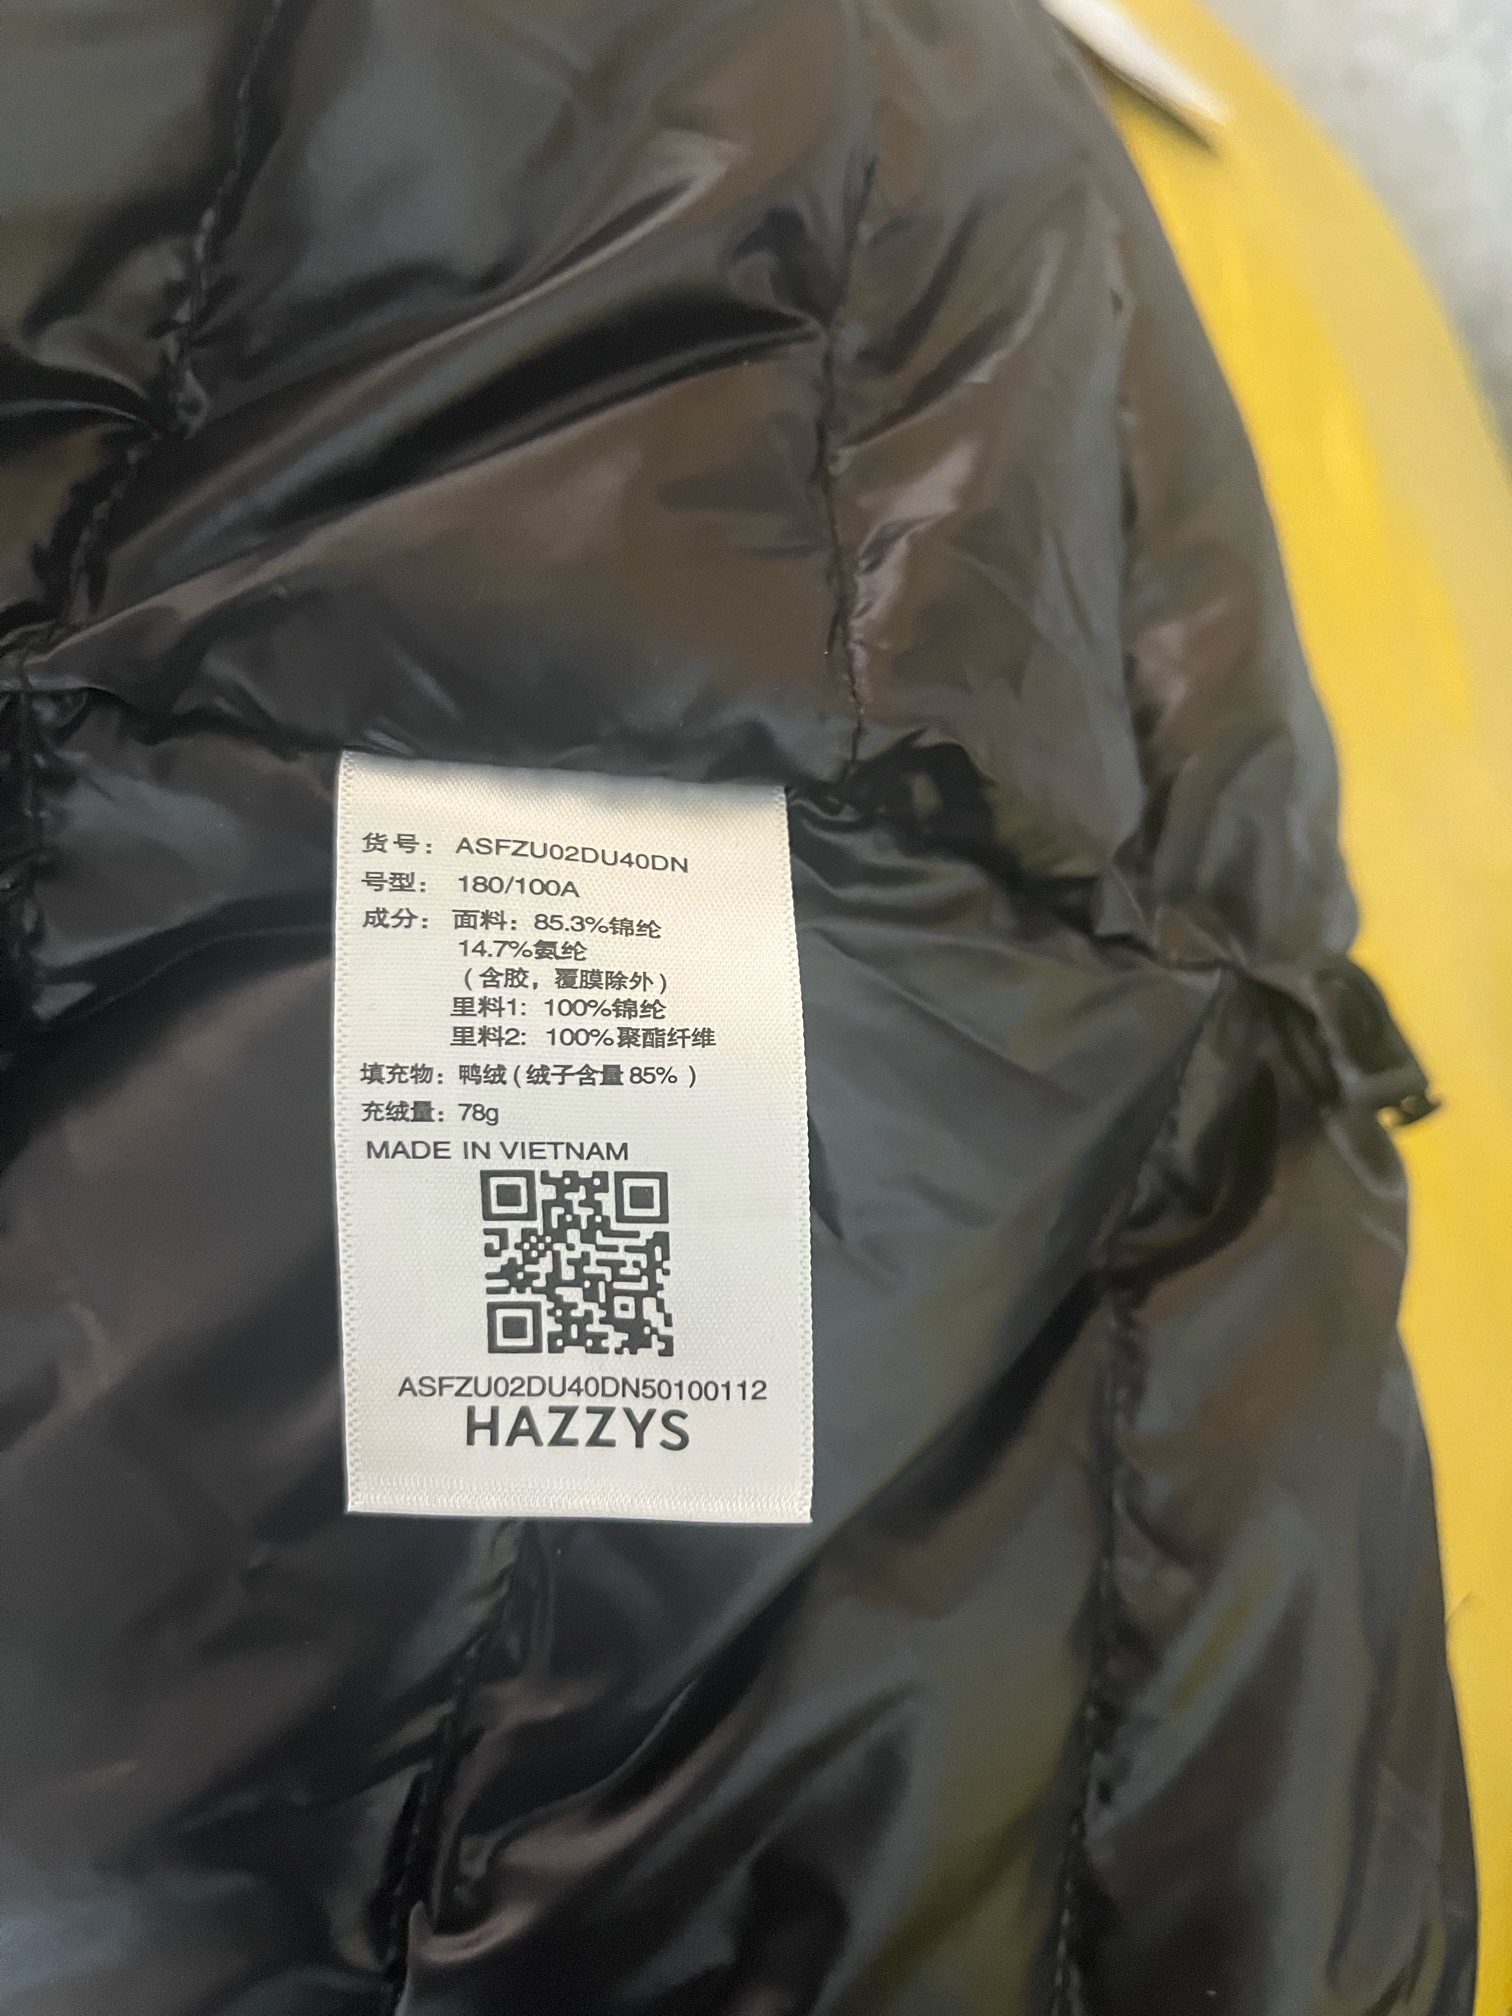 货号： ASFZU02DU40DN
号型： 180/100A
成分： 面料：85.3%锦纶
14.7%氨纶
（含胶，覆膜除外）
里料1：100%锦纶
里料2：100%聚酯纤维
填充物：鸭绒（绒子含量 85% ）
充绒量：78g
MADE IN VIETNAM
ASFZU02DU40DN50100112
HAZZYS